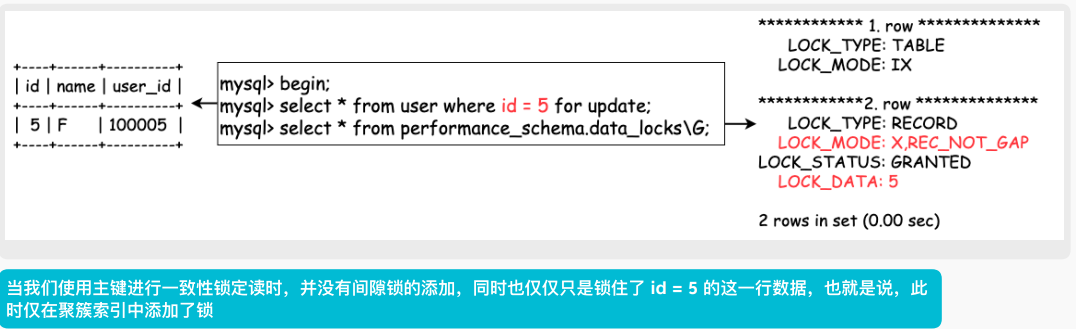 +----+------+---------+
| id | name | user_id |
+----+------+---------+
| 5 | F | 100005 |
+----+------+---------+
mysql> begin;
mysql> select * from user where id = 5 for update;
mysql> select * from performance_schema.data_locks\G;
************ 1. row **************
LOCK_TYPE: TABLE
LOCK_MODE: IX
************2. row **************
LOCK_TYPE: RECORD
LOCK_MODE: X,REC_NOT_GAP
LOCK_STATUS: GRANTED
LOCK_DATA: 5
2 rows in set (0.00 sec)
当我们使用主键进行一致性锁定读时，并没有间隙锁的添加，同时也仅仅只是锁住了 id = 5 的这一行数据，也就是说，此
时仅在聚簇索引中添加了锁